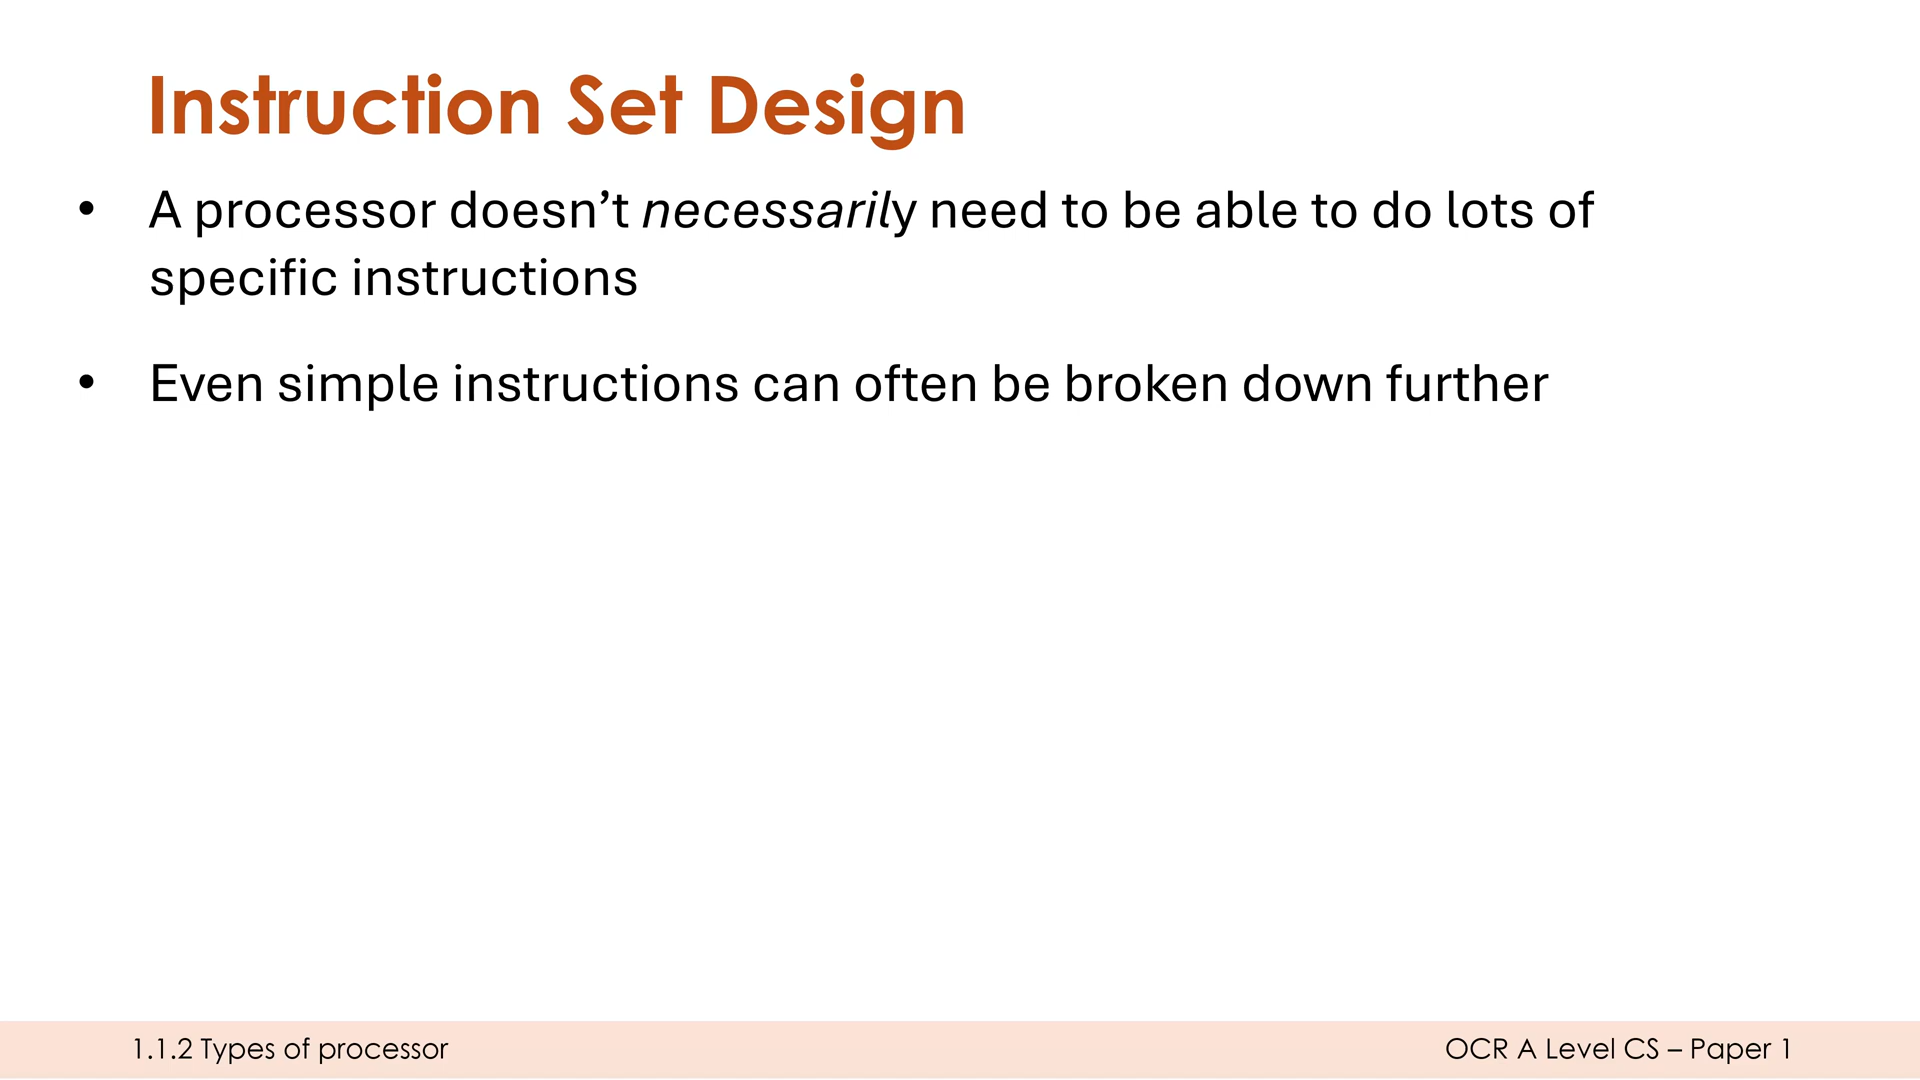 Instruction Set Design
• A processor doesn’t necessarily need to be able to do lots of
specific instructions
• Even simple instructions can often be broken down further
1.1.2 Types of processor
OCR A Level CS – Paper 1